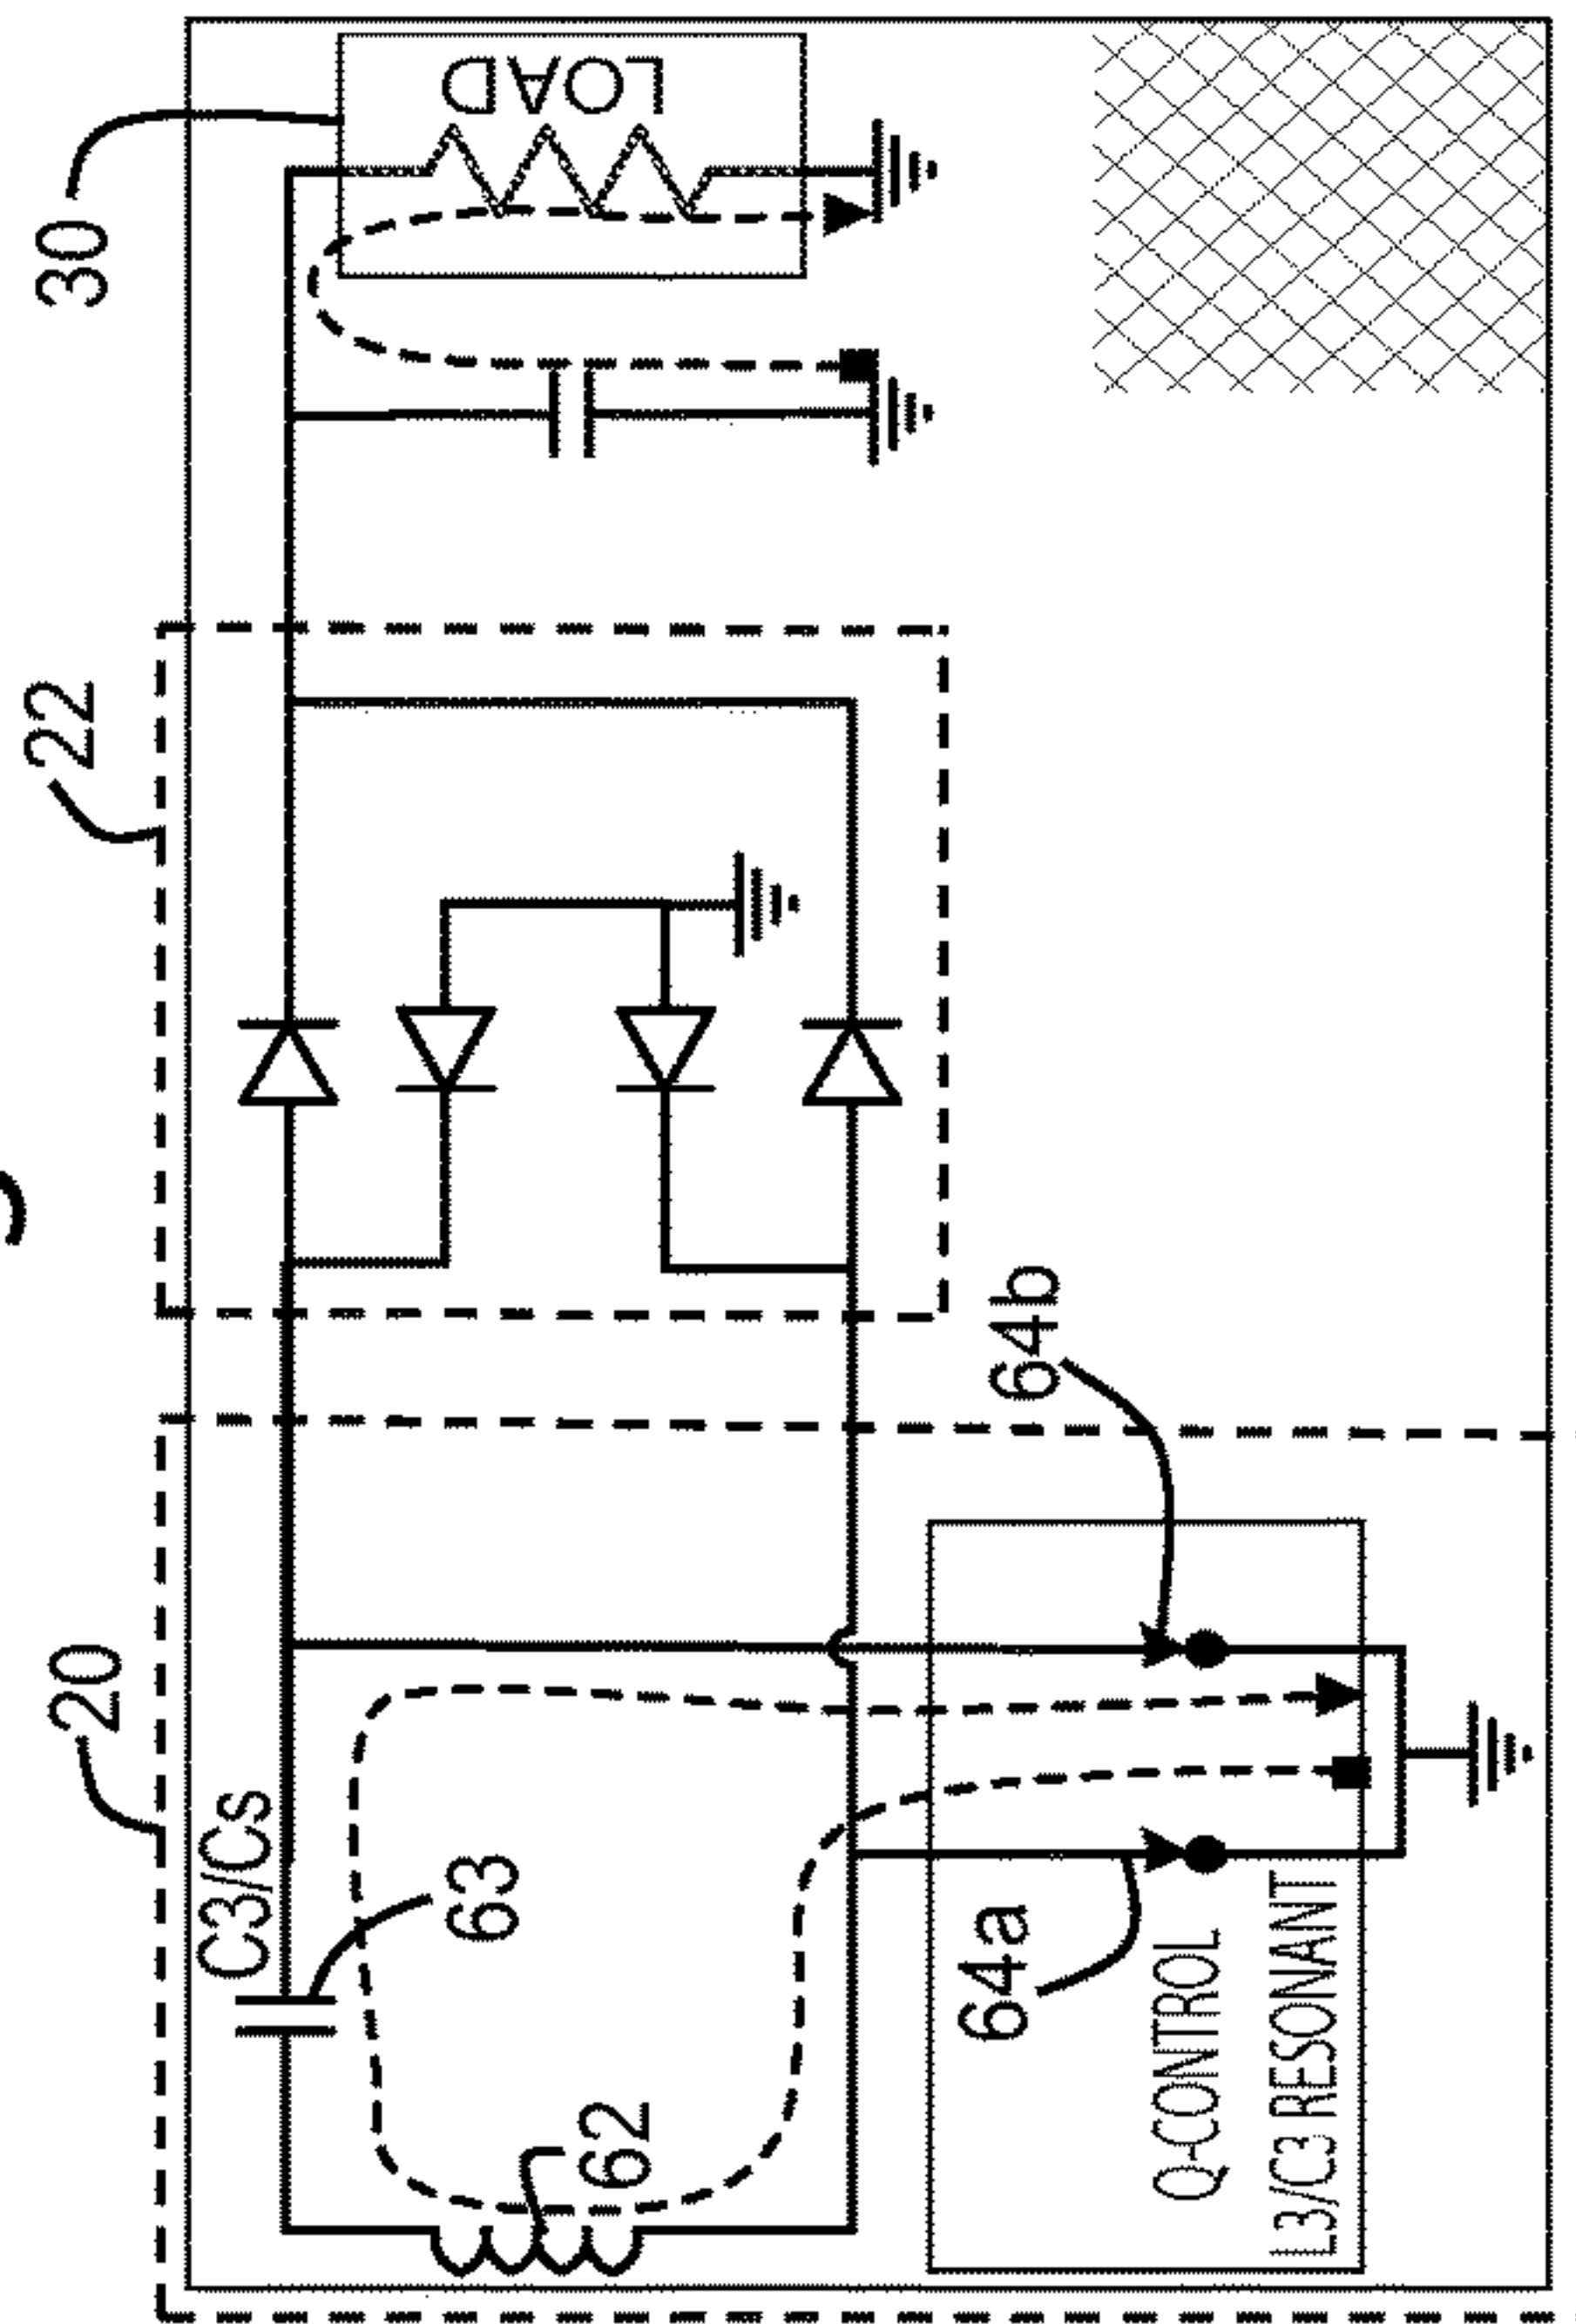 20
22
30
C3/Cs
63
62
LOAD
64a
64b
Q-CONTROL
L3/C3 RESONANT